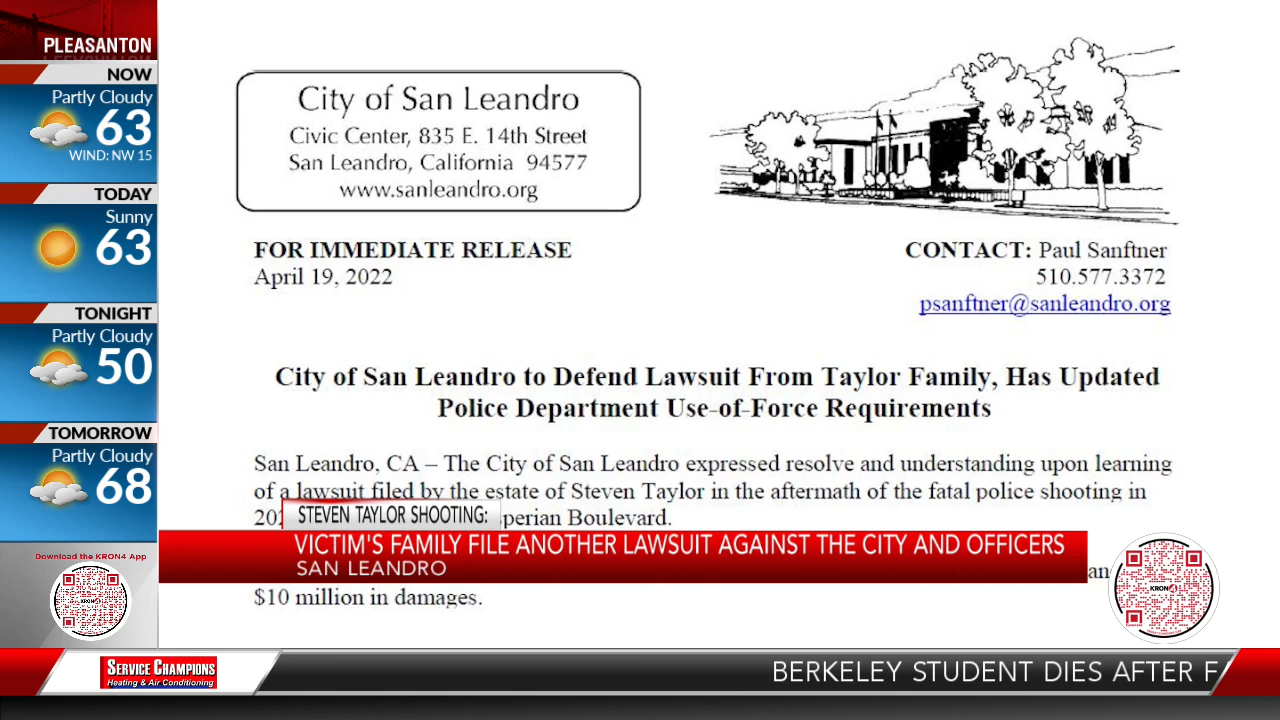 PLEASANTON
NOW
Partly Cloudy
63
WIND: NW 15
TODAY
Sunny
63
TONIGHT
Partly Cloudy
50
TOMORROW
Partly Cloudy
68
Download the KRON4 App
KRON4
City of San Leandro
Civic Center, 835 E. 14th Street
San Leandro, California 94577
www.sanleandro.org
FOR IMMEDIATE RELEASE
April 19, 2022
CONTACT: Paul Sanftner
510.577.3372
psanftner@sanleandro.org
City of San Leandro to Defend Lawsuit From Taylor Family, Has Updated
Police Department Use-of-Force Requirements
San Leandro, CA – The City of San Leandro expressed resolve and understanding upon learning
of a lawsuit filed by the estate of Steven Taylor in the aftermath of the fatal police shooting in
Boulevard.
$10 million in damages.
STEVEN TAYLOR SHOOTING:
VICTIM'S FAMILY FILE ANOTHER LAWSUIT AGAINST THE CITY AND OFFICERS
SAN LEANDRO
KRON4
SERVICE CHAMPIONS
Heating & Air Conditioning
BERKELEY STUDENT DIES AFTER